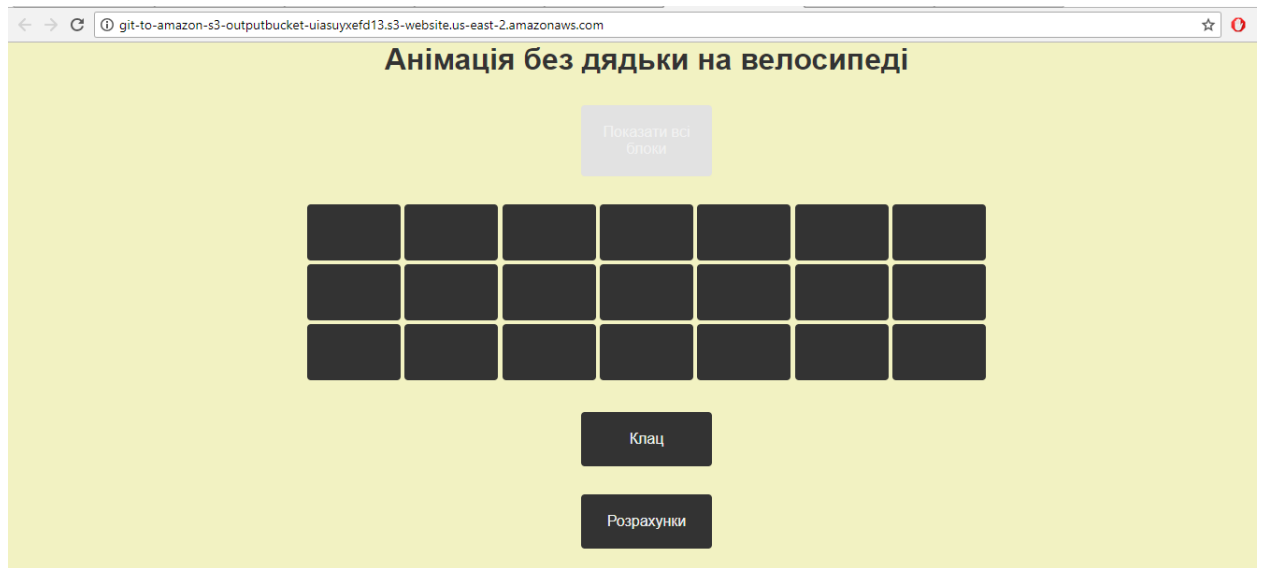 git-to-amazon-s3-outputbucket-uiasuyxefd13.s3-website.us-east-2.amazonaws.com
Анімація без дядьки на велосипеді
Показати всі
блоки
Клац
Розрахунки